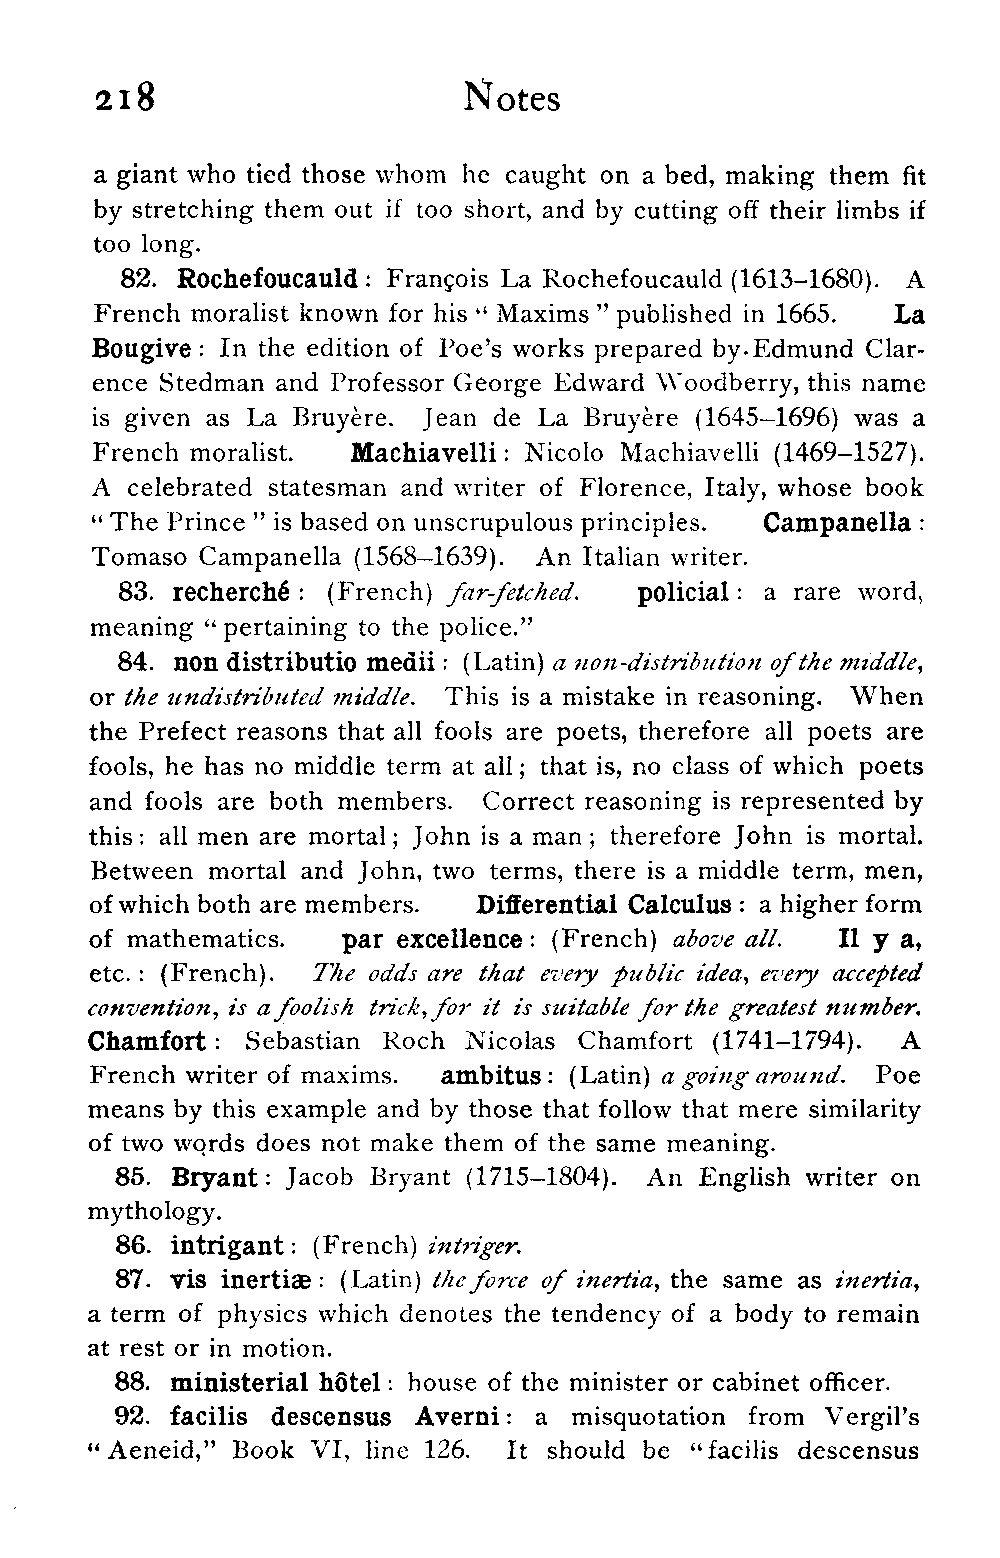 218 Notes
a giant who tied those whom he caught on a bed, making them fit
by stretching them out if too short, and by cutting off their limbs if
too long.
82. Rochefoucauld : François La Rochefoucauld (1613–1680). A
French moralist known for his “ Maxims ” published in 1665. La
Bougive : In the edition of Poe’s works prepared by Edmund Clar-
ence Stedman and Professor George Edward Woodberry, this name
is given as La Bruyère. Jean de La Bruyère (1645–1696) was a
French moralist. Machiavelli : Nicolo Machiavelli (1469–1527).
A celebrated statesman and writer of Florence, Italy, whose book
“ The Prince ” is based on unscrupulous principles. Campanella :
Tomaso Campanella (1568–1639). An Italian writer.
83. recherché : (French) far-fetched. policial : a rare word,
meaning “ pertaining to the police.”
84. non distributio medii : (Latin) a non-distribution of the middle,
or the undistributed middle. This is a mistake in reasoning. When
the Prefect reasons that all fools are poets, therefore all poets are
fools, he has no middle term at all ; that is, no class of which poets
and fools are both members. Correct reasoning is represented by
this : all men are mortal ; John is a man ; therefore John is mortal.
Between mortal and John, two terms, there is a middle term, men,
of which both are members. Differential Calculus : a higher form
of mathematics. par excellence : (French) above all. Il y a,
etc. : (French). The odds are that every public idea, every accepted
convention, is a foolish trick, for it is suitable for the greatest number.
Chamfort : Sebastian Roch Nicolas Chamfort (1741–1794). A
French writer of maxims. ambitus : (Latin) a going around. Poe
means by this example and by those that follow that mere similarity
of two words does not make them of the same meaning.
85. Bryant : Jacob Bryant (1715–1804). An English writer on
mythology.
86. intrigant : (French) intriger.
87. vis inertiæ : (Latin) the force of inertia, the same as inertia,
a term of physics which denotes the tendency of a body to remain
at rest or in motion.
88. ministerial hôtel : house of the minister or cabinet officer.
92. facilis descensus Averni : a misquotation from Vergil’s
“ Aeneid,” Book VI, line 126. It should be “ facilis descensus